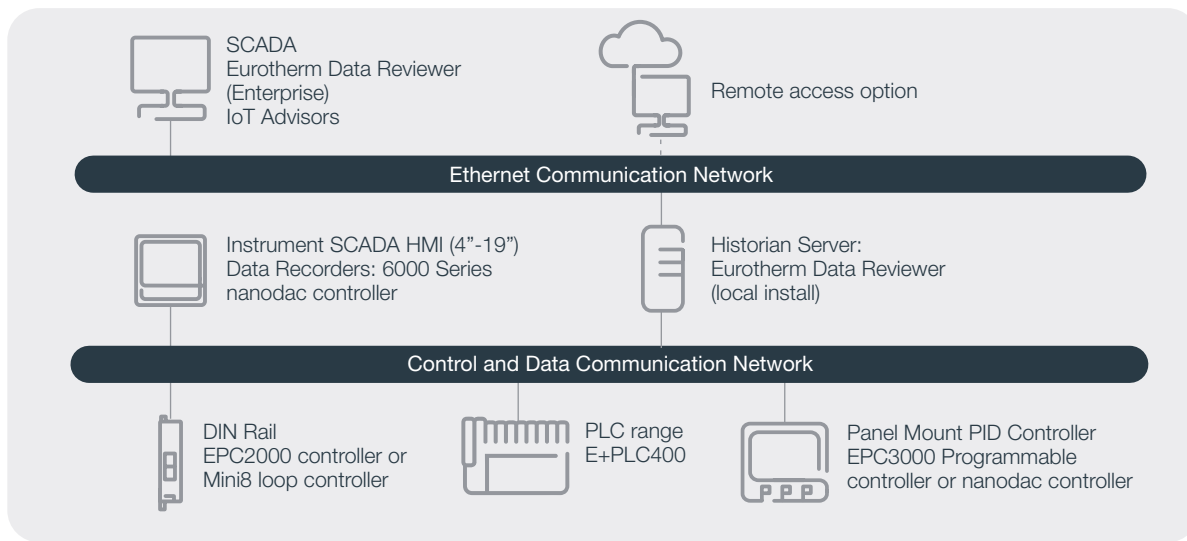 SCADA
Eurotherm Data Reviewer
(Enterprise)
IoT Advisors
Remote access option
Ethernet Communication Network
Instrument SCADA HMI (4”-19”)
Data Recorders: 6000 Series
nanodac controller
Historian Server:
Eurotherm Data Reviewer
(local install)
Control and Data Communication Network
DIN Rail
EPC2000 controller or
Mini8 loop controller
PLC range
E+PLC400
Panel Mount PID Controller
EPC3000 Programmable
controller or nanodac controller